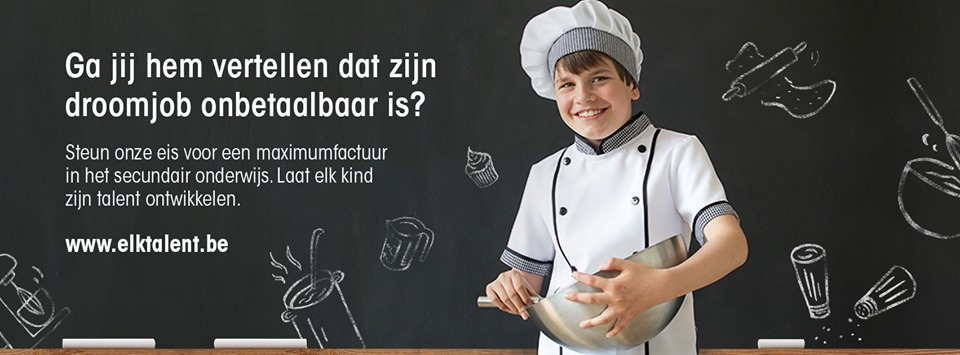 Ga jij hem vertellen dat zijn
droomjob onbetaalbaar is?
Steun onze eis voor een maximumfactuur
in het secundair onderwijs. Laat elk kind
zijn talent ontwikkelen.
www.elktalent.be